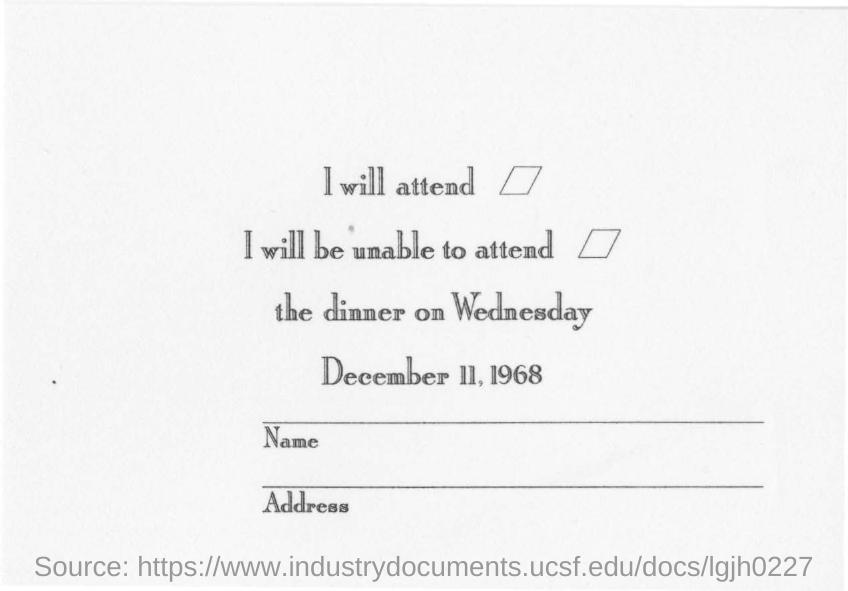 I will attend
I will be unable to attend
the dinner on Wednesday
December 11, 1968
Name
Address
Source: https://www.industrydocuments.ucsf.edu/docs/lgjh0227